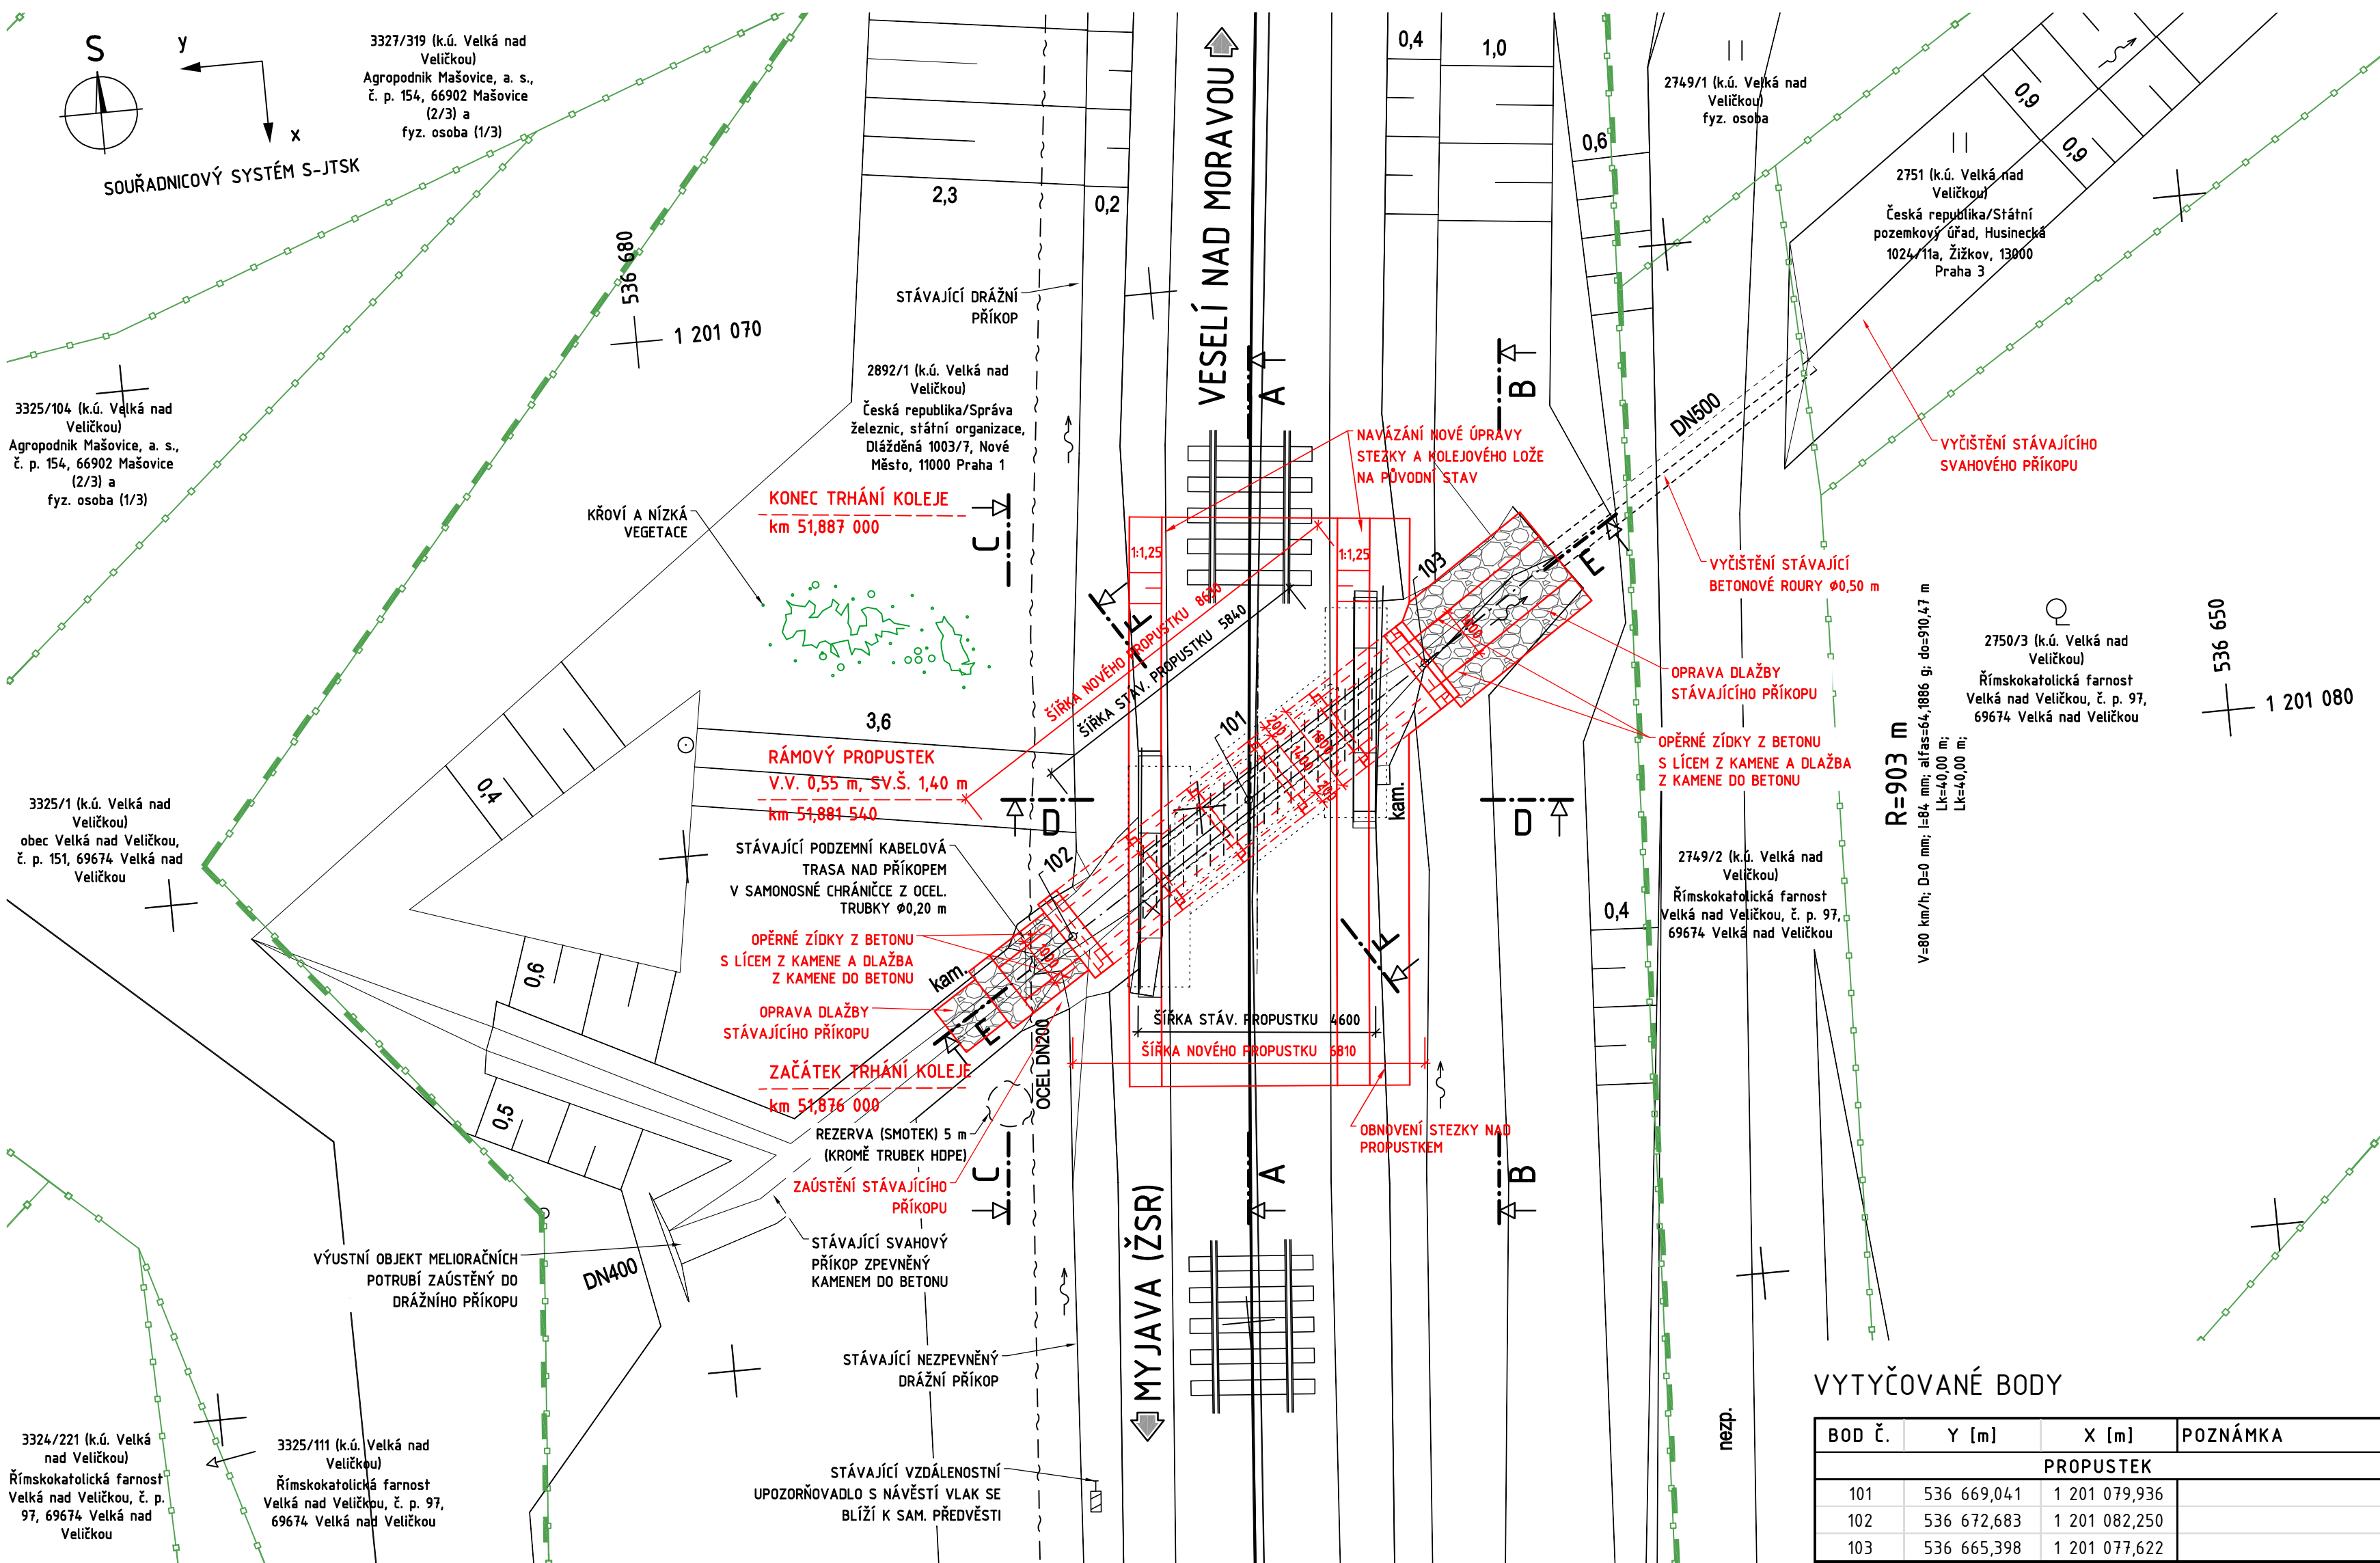 S
y
x
SOUŘADNICOVÝ SYSTÉM S-JTSK
3327/319 (k.ú. Velká nad
Veličkou)
Agropodnik Mašovice, a. s.,
č. p. 154, 66902 Mašovice
(2/3) a
fyz. osoba (1/3)
536 680
1 201 070
3325/104 (k.ú. Velká nad
Veličkou)
Agropodnik Mašovice, a. s.,
č. p. 154, 66902 Mašovice
(2/3) a
fyz. osoba (1/3)
2,3
0,2
VESELÍ NAD MORAVOU
0,4
1,0
0,6
2749/1 (k.ú. Velká nad
Veličkou)
fyz. osoba
0,9
0,9
2751 (k.ú. Velká nad
Veličkou)
Česká republika/Státní
pozemkový úřad, Husinecká
1024/11a, Žižkov, 13000
Praha 3
STÁVAJÍCÍ DRÁŽNÍ
PŘÍKOP
2892/1 (k.ú. Velká nad
Veličkou)
Česká republika/Správa
železnic, státní organizace,
Dlážděná 1003/7, Nové
Město, 11000 Praha 1
A
B
DN500
NAVÁZÁNÍ NOVÉ ÚPRAVY
STEZKY A KOLEJOVÉHO LOŽE
NA PŮVODNÍ STAV
VYČIŠTĚNÍ STÁVAJÍCÍHO
SVAHOVÉHO PŘÍKOPU
KONEC TRHÁNÍ KOLEJE
km 51,887 000
KŘOVÍ A NÍZKÁ
VEGETACE
C
1:1,25
1:1,25
103
E
F
VYČIŠTĚNÍ STÁVAJÍCÍ
BETONOVÉ ROURY ø0,50 m
ŠÍŘKA NOVÉHO PROPUSTKU 8630
ŠÍŘKA STÁV. PROPUSTKU 5840
1000
OPRAVA DLAŽBY
STÁVAJÍCÍHO PŘÍKOPU
2750/3 (k.ú. Velká nad
Veličkou)
Římskokatolická farnost
Velká nad Veličkou, č. p. 97,
69674 Velká nad Veličkou
536 650
1 201 080
3,6
101
200
1400
1800
200
OPĚRNÉ ZÍDKY Z BETONU
S LÍCEM Z KAMENE A DLAŽBA
Z KAMENE DO BETONU
R=903 m
V=80 km/h; D=0 mm; I=84 mm; alfas=64,1886 g; do=910,47 m
Lk=40,00 m;
Lk=40,00 m;
RÁMOVÝ PROPUSTEK
V.V. 0,55 m, SV.Š. 1,40 m
km 51,881 540
0,4
D
D
kam.
3325/1 (k.ú. Velká nad
Veličkou)
obec Velká nad Veličkou,
č. p. 151, 69674 Velká nad
Veličkou
STÁVAJÍCÍ PODZEMNÍ KABELOVÁ
TRASA NAD PŘÍKOPEM
V SAMONOSNÉ CHRÁNIČCE Z OCEL.
TRUBKY ø0,20 m
102
2749/2 (k.ú. Velká nad
Veličkou)
Římskokatolická farnost
Velká nad Veličkou, č. p. 97,
69674 Velká nad Veličkou
0,4
OPĚRNÉ ZÍDKY Z BETONU
S LÍCEM Z KAMENE A DLAŽBA
Z KAMENE DO BETONU
kam.
1000
F
0,6
OPRAVA DLAŽBY
STÁVAJÍCÍHO PŘÍKOPU
E
OCEL DN200
ŠÍŘKA STÁV. PROPUSTKU 4600
ŠÍŘKA NOVÉHO PROPUSTKU 6810
ZAČÁTEK TRHÁNÍ KOLEJE
km 51,876 000
0,5
REZERVA (SMOTEK) 5 m
(KROMĚ TRUBEK HDPE)
OBNOVENÍ STEZKY NAD
PROPUSTKEM
C
A
B
ZAÚSTĚNÍ STÁVAJÍCÍHO
PŘÍKOPU
MYJAVA (ŽSR)
VÝUSTNÍ OBJEKT MELIORAČNÍCH
POTRUBÍ ZAÚSTĚNÝ DO
DRÁŽNÍHO PŘÍKOPU
DN400
STÁVAJÍCÍ SVAHOVÝ
PŘÍKOP ZPEVNĚNÝ
KAMENEM DO BETONU
STÁVAJÍCÍ NEZPEVNĚNÝ
DRÁŽNÍ PŘÍKOP
3324/221 (k.ú. Velká
nad Veličkou)
Římskokatolická farnost
Velká nad Veličkou, č. p.
97, 69674 Velká nad
Veličkou
3325/111 (k.ú. Velká nad
Veličkou)
Římskokatolická farnost
Velká nad Veličkou, č. p. 97,
69674 Velká nad Veličkou
STÁVAJÍCÍ VZDÁLENOSTNÍ
UPOZORŇOVADLO S NÁVĚSTÍ VLAK SE
BLÍŽÍ K SAM. PŘEDVĚSTI
nezp.
VYTYČOVANÉ BODY
BOD Č. Y [m] X [m] POZNÁMKA
PROPUSTEK
101 536 669,041 1 201 079,936
102 536 672,683 1 201 082,250
103 536 665,398 1 201 077,622